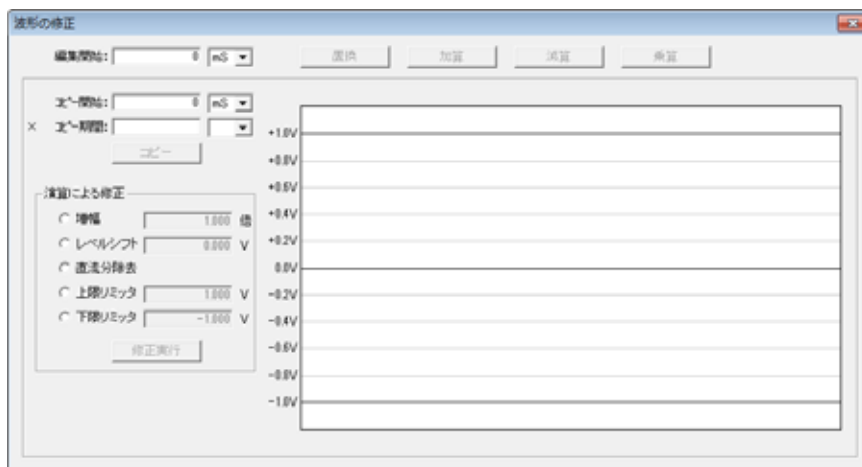 波形の修正
編集開始: 0 mS 置換 加算 減算 乗算
ｺﾋﾟｰ開始: 0 mS
× ｺﾋﾟｰ期間:
コピー
演算による修正
増幅 1.000 倍
レベルシフト 0.000 V
直流分除去
上限リミッタ 1.000 V
下限リミッタ -1.000 V
修正実行
+1.0V
+0.8V
+0.6V
+0.4V
+0.2V
0.0V
-0.2V
-0.4V
-0.6V
-0.8V
-1.0V